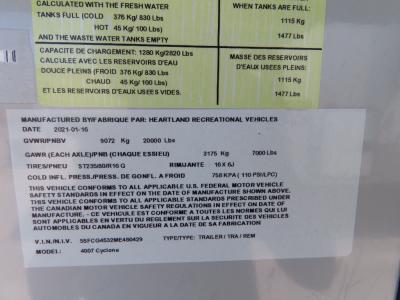 CALCULATED WITH THE FRESH WATER
TANKS FULL (COLD 376 Kg/ 830 Lbs
HOT 45 Kg/ 100 Lbs)
AND THE WASTE WATER TANKS EMPTY
WHEN TANKS ARE FULL:
1115 Kg
1477 Lbs
CAPACITE DE CHARGEMENT: 1280 Kg/2820 Lbs
CALCULEE AVEC LES RESERVOIRS D'EAU
DOUCE PLEINS (FROID 376 Kg/ 830 Lbs
CHAUD 45 Kg/ 100 Lbs)
ET LES RESERVOIRS D'EAUX USEES VIDES.
MASSE DES RESERVOIRS
D'EAUX USEES PLEINS:
1115 Kg
1477 Lbs
MANUFACTURED BY/FABRIQUE PAR: HEARTLAND RECREATIONAL VEHICLES
DATE 2021-01-16
GVWR/PNBV 9072 Kg 20000 Lbs
GAWR (EACH AXLE)/PNB (CHAQUE ESSIEU) 3175 Kg 7000 Lbs
TIRES/PNEU ST235/80/R16 G RIM/JANTE 16 X 6J
COLD INFL. PRESS./PRESS. DE GONFL. A FROID 758 KPA ( 110 PSI/LPC)
THIS VEHICLE CONFORMS TO ALL APPLICABLE U.S. FEDERAL MOTOR VEHICLE
SAFETY STANDARDS IN EFFECT ON THE DATE OF MANUFACTURE SHOWN ABOVE.
THIS VEHICLE CONFORMS TO ALL APPLICABLE STANDARDS PRESCRIBED UNDER
THE CANADIAN MOTOR VEHICLE SAFETY REGULATIONS IN EFFECT ON THE DATE
OF MANUFACTURE. - CE VEHICULE EST CONFORME A TOUTES LES NORMES QUI LUI
SONT APPLICABLES EN VERTU DU REGLEMENT SUR LA SECURITE DES VEHICULES
AUTOMOBLES DU CANADA EN VIGUEUR A LA DATE DE SA FABRICATION
V.I.N./N.I.V. 5SFCG4532ME480429 TYPE/TYPE: TRAILER / TRA / REM
MODEL: 4007 Cyclone